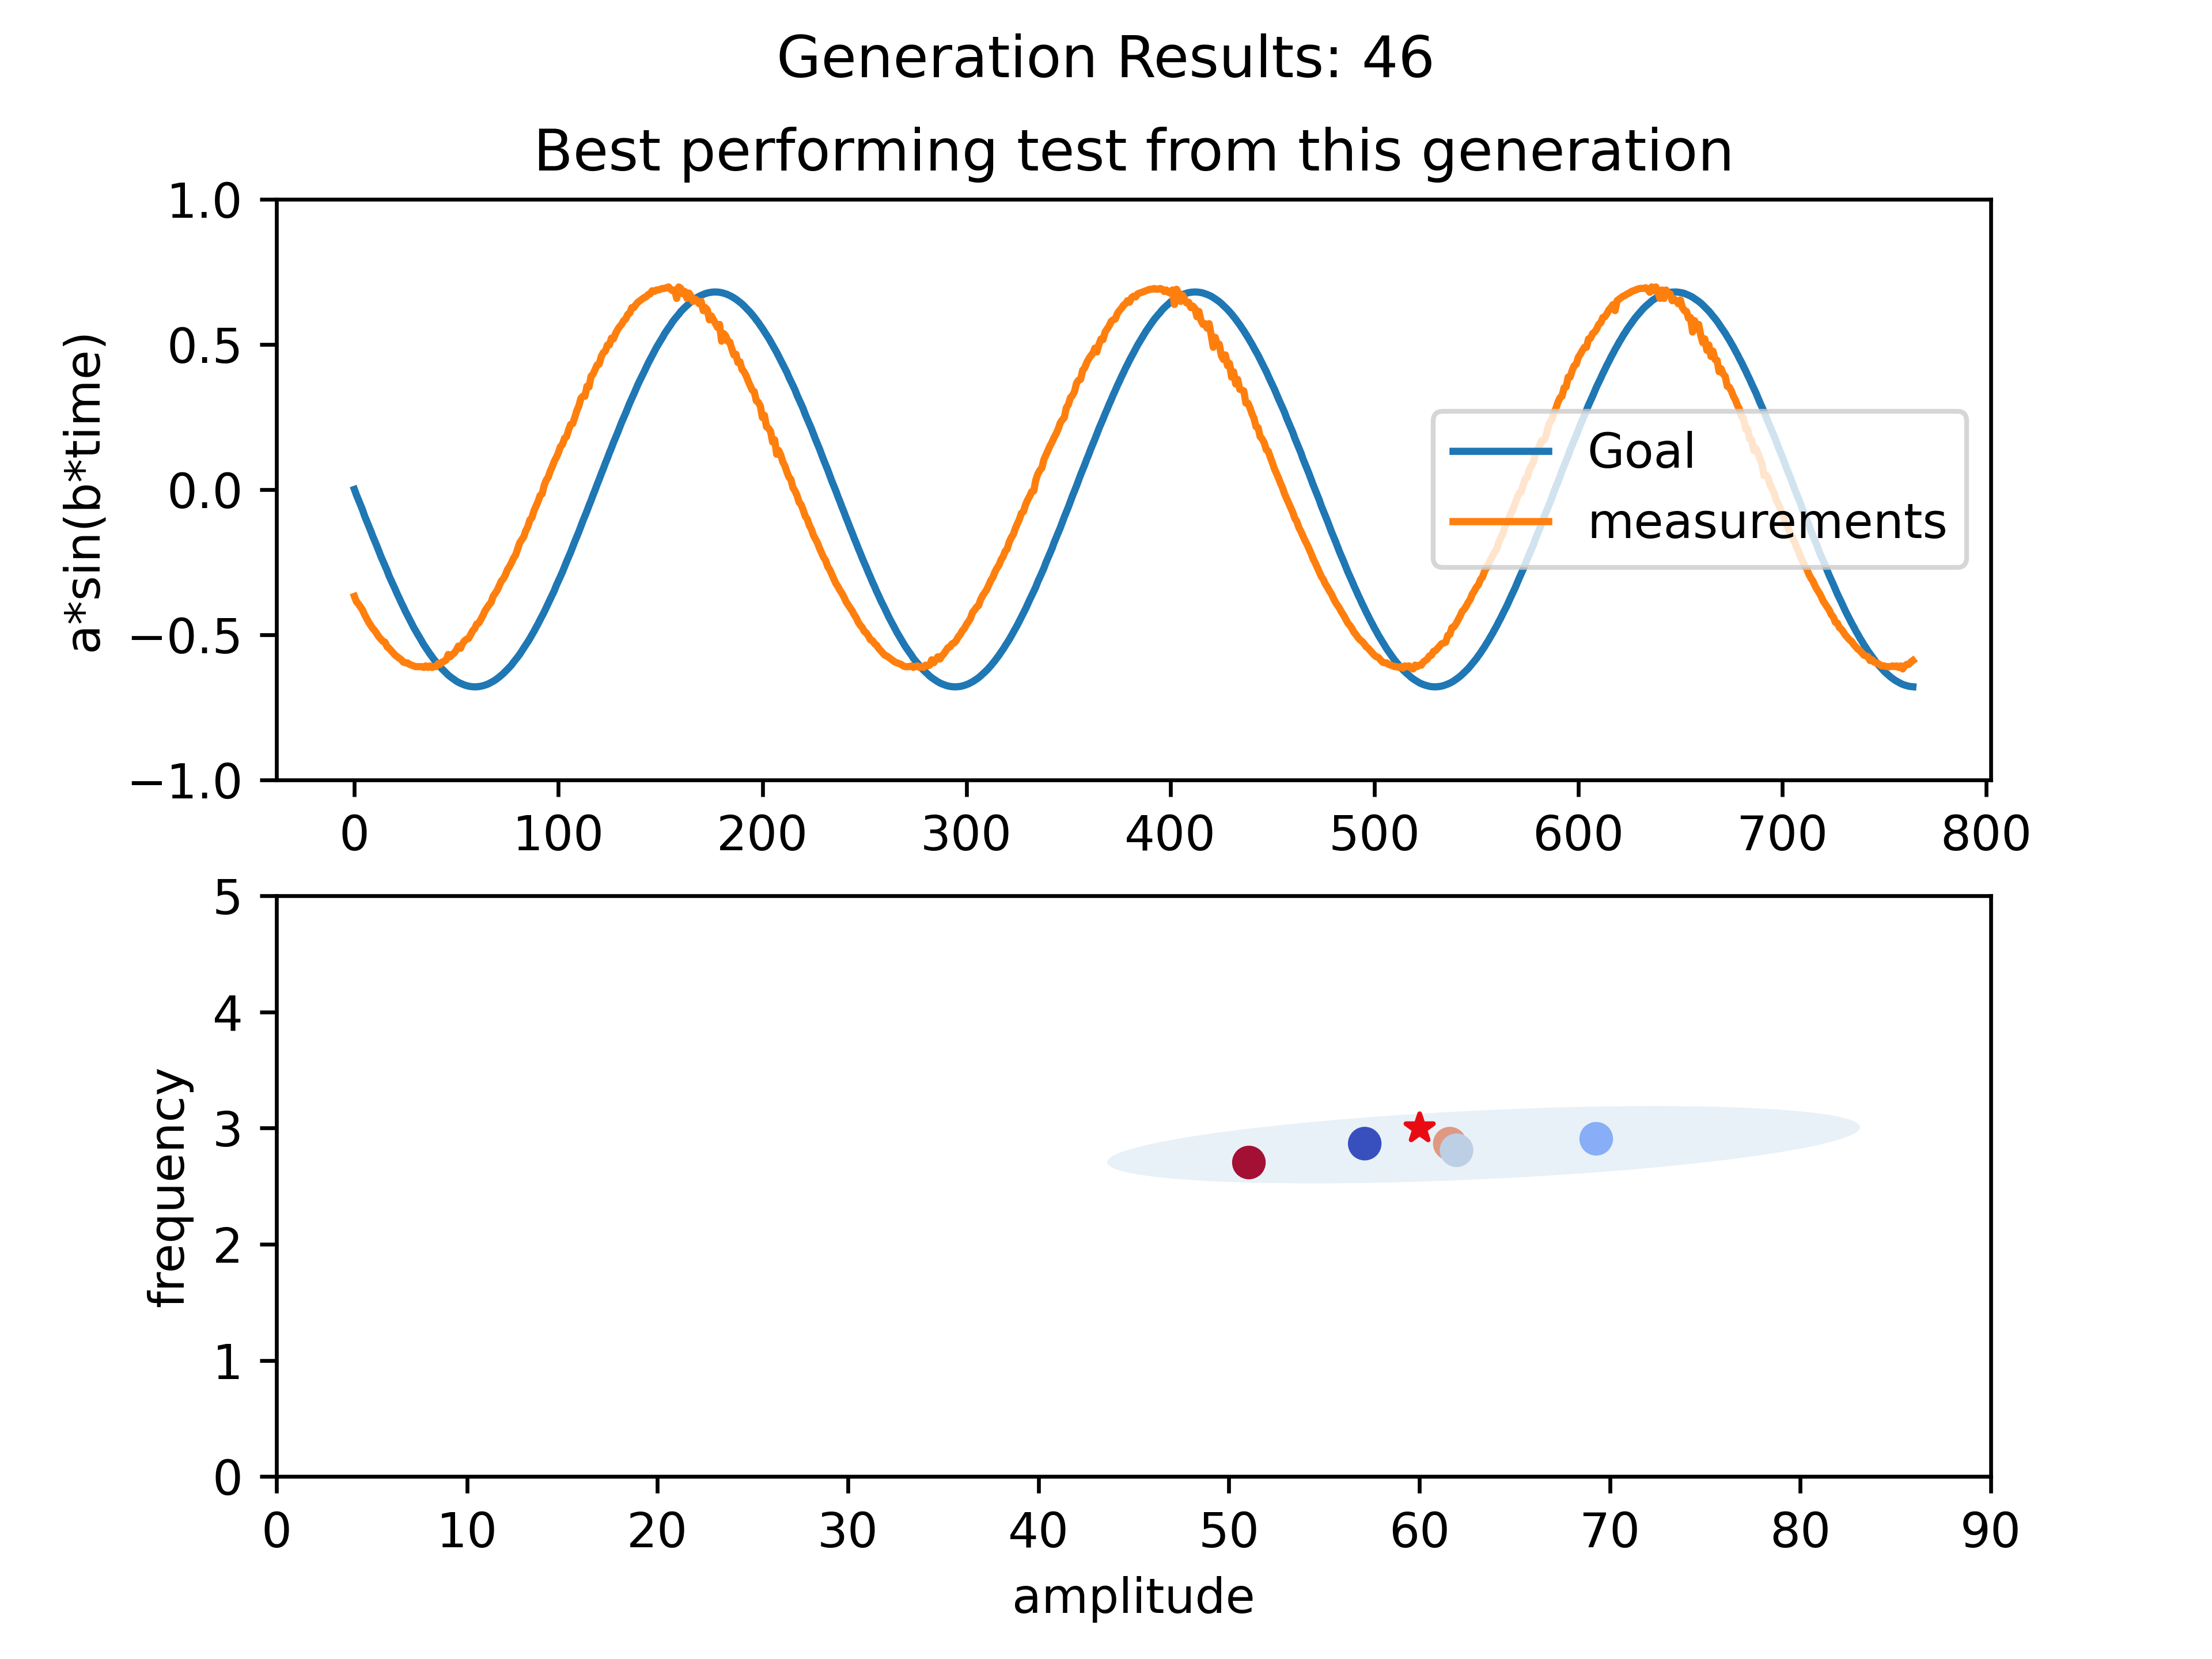 Generation Results: 46
Best performing test from this generation
a*sin(b*time)
1.0
0.5
0.0
−0.5
−1.0
Goal
measurements
0 100 200 300 400 500 600 700 800
frequency
5
4
3
2
1
0
0 10 20 30 40 50 60 70 80 90
amplitude